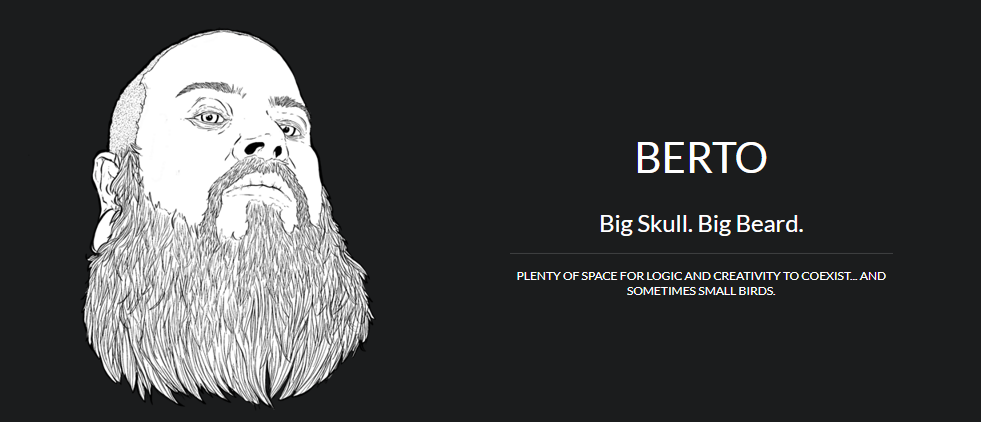 BERTO
Big Skull. Big Beard.
PLENTY OF SPACE FOR LOGIC AND CREATIVITY TO COEXIST... AND
SOMETIMES SMALL BIRDS.